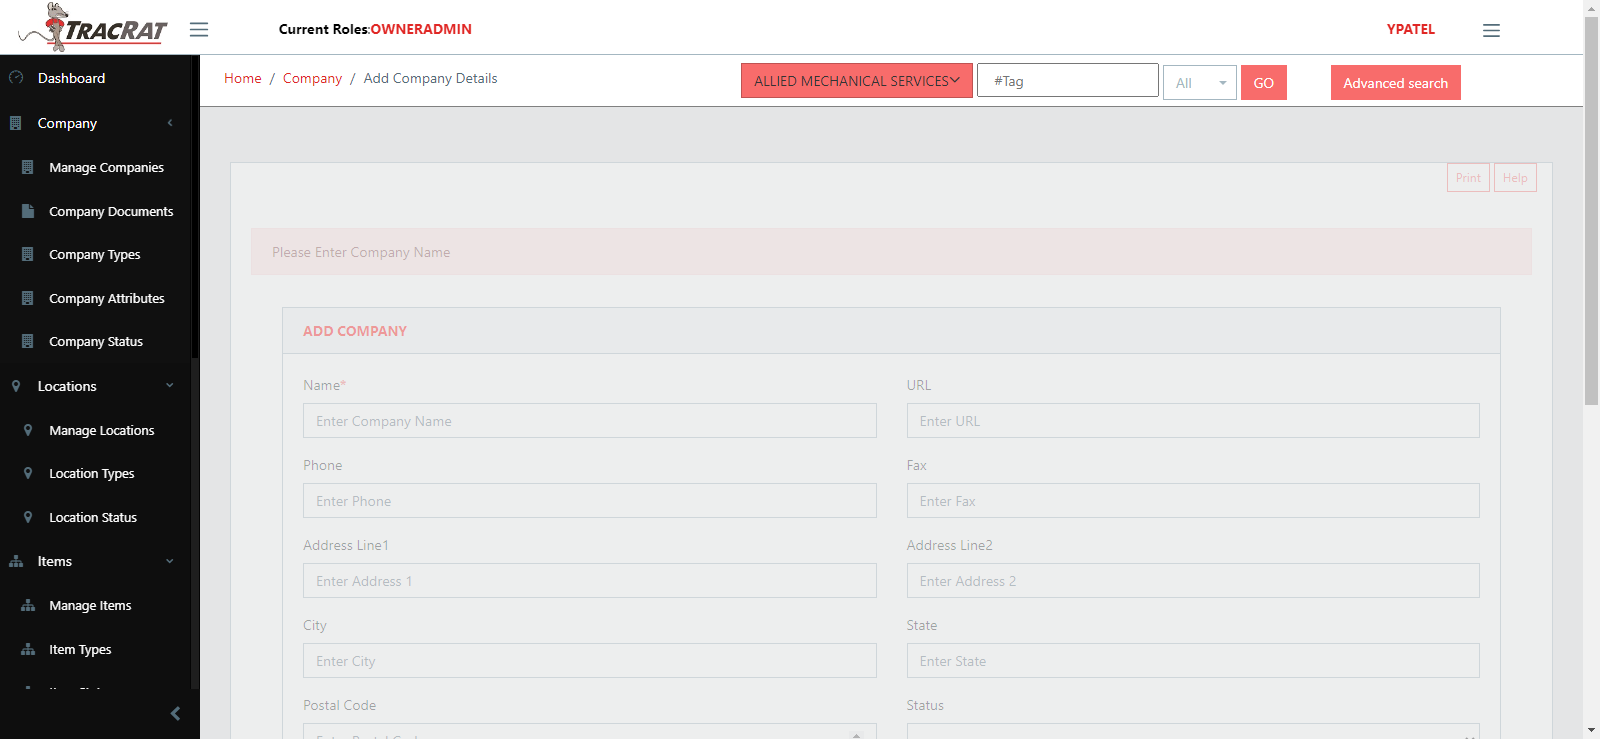 TRACRAT
Current Roles:OWNERADMIN
YPATEL
Dashboard
Company
Manage Companies
Company Documents
Company Types
Company Attributes
Company Status
Locations
Manage Locations
Location Types
Location Status
Items
Manage Items
Item Types
Home / Company / Add Company Details
ALLIED MECHANICAL SERVICES
#Tag
All
GO
Advanced search
Print
Help
Please Enter Company Name
ADD COMPANY
Name*
Enter Company Name
URL
Enter URL
Phone
Enter Phone
Fax
Enter Fax
Address Line1
Enter Address 1
Address Line2
Enter Address 2
City
Enter City
State
Enter State
Postal Code
Status